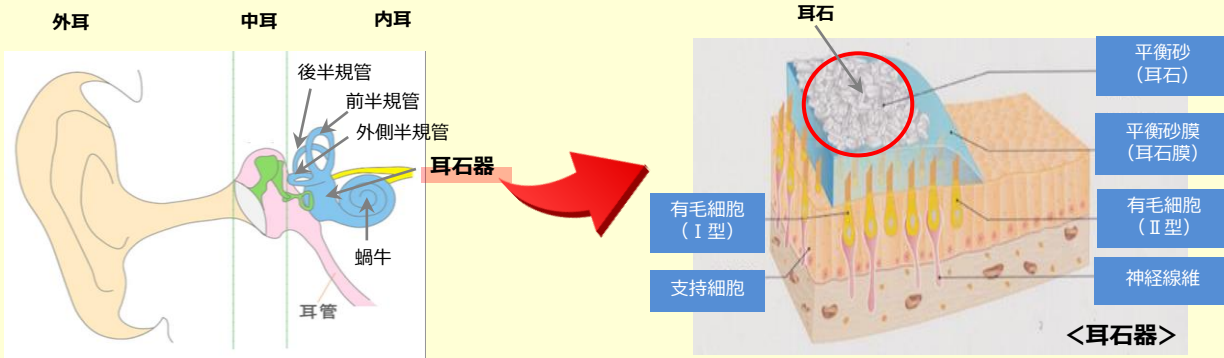 外耳
中耳
内耳
後半規管
前半規管
外側半規管
耳石器
蝸牛
耳管
耳石
平衡砂
（耳石）
平衡砂膜
（耳石膜）
有毛細胞
（Ⅰ型）
有毛細胞
（Ⅱ型）
支持細胞
神経線維
2
＜耳石器＞